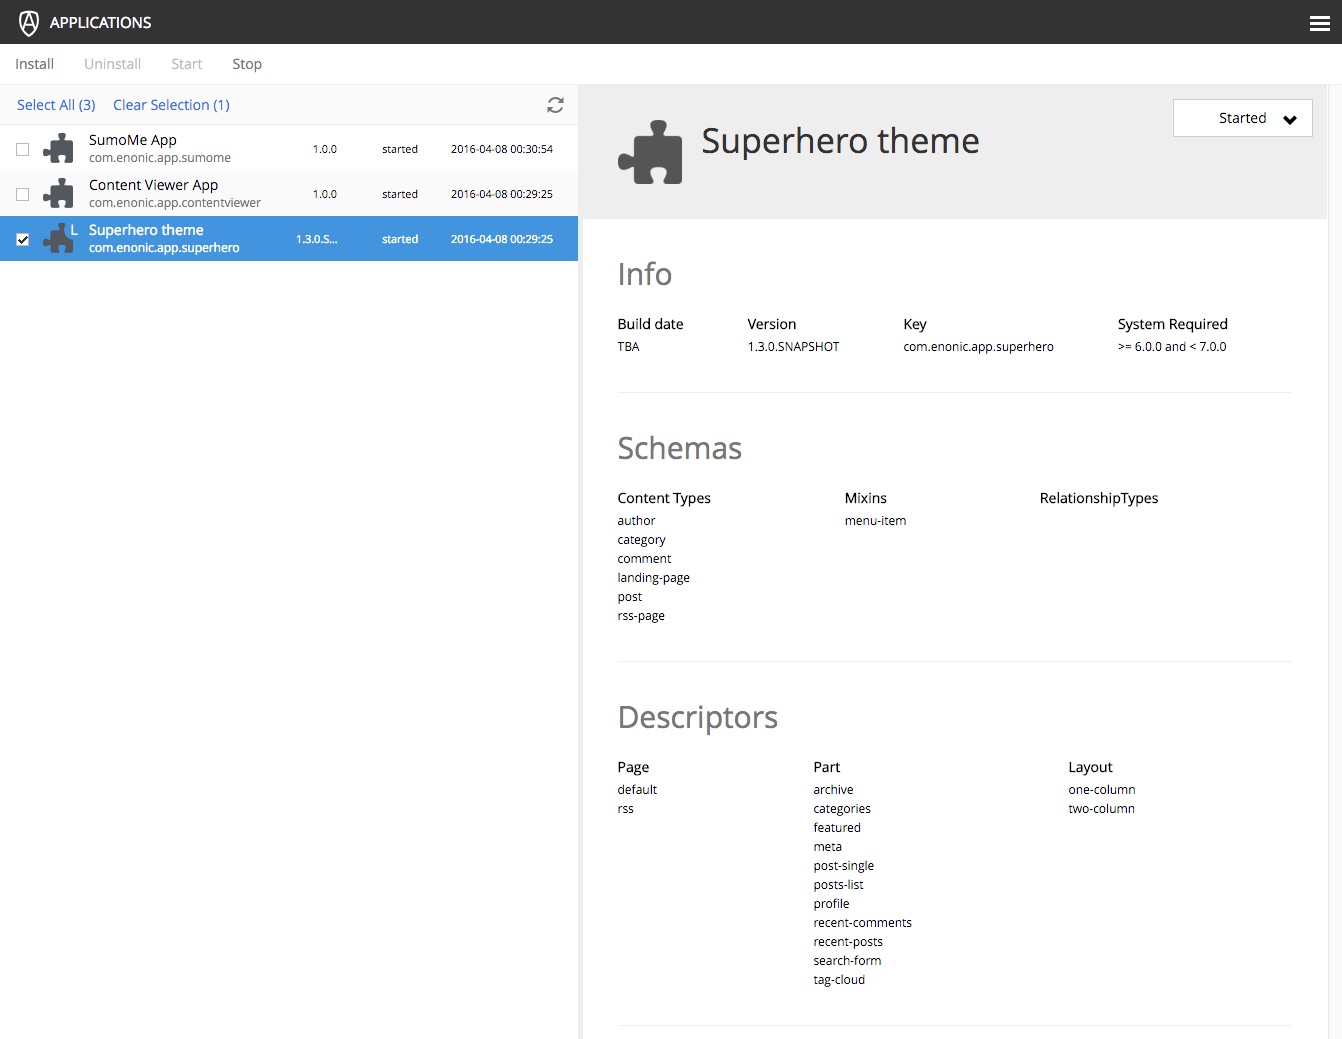 APPLICATIONS
Install Uninstall Start Stop
Select All (3) Clear Selection (1)
SumoMe App
com.enonic.app.sumome
1.0.0 started 2016-04-08 00:30:54
Content Viewer App
com.enonic.app.contentviewer
1.0.0 started 2016-04-08 00:29:25
L
Superhero theme
com.enonic.app.superhero
1.3.0.S... started 2016-04-08 00:29:25
Superhero theme
Started
Info
Build date Version Key System Required
TBA 1.3.0.SNAPSHOT com.enonic.app.superhero >= 6.0.0 and < 7.0.0
Schemas
Content Types Mixins RelationshipTypes
author menu-item
category
comment
landing-page
post
rss-page
Descriptors
Page Part Layout
default archive one-column
rss categories two-column
featured
meta
post-single
posts-list
profile
recent-comments
recent-posts
search-form
tag-cloud